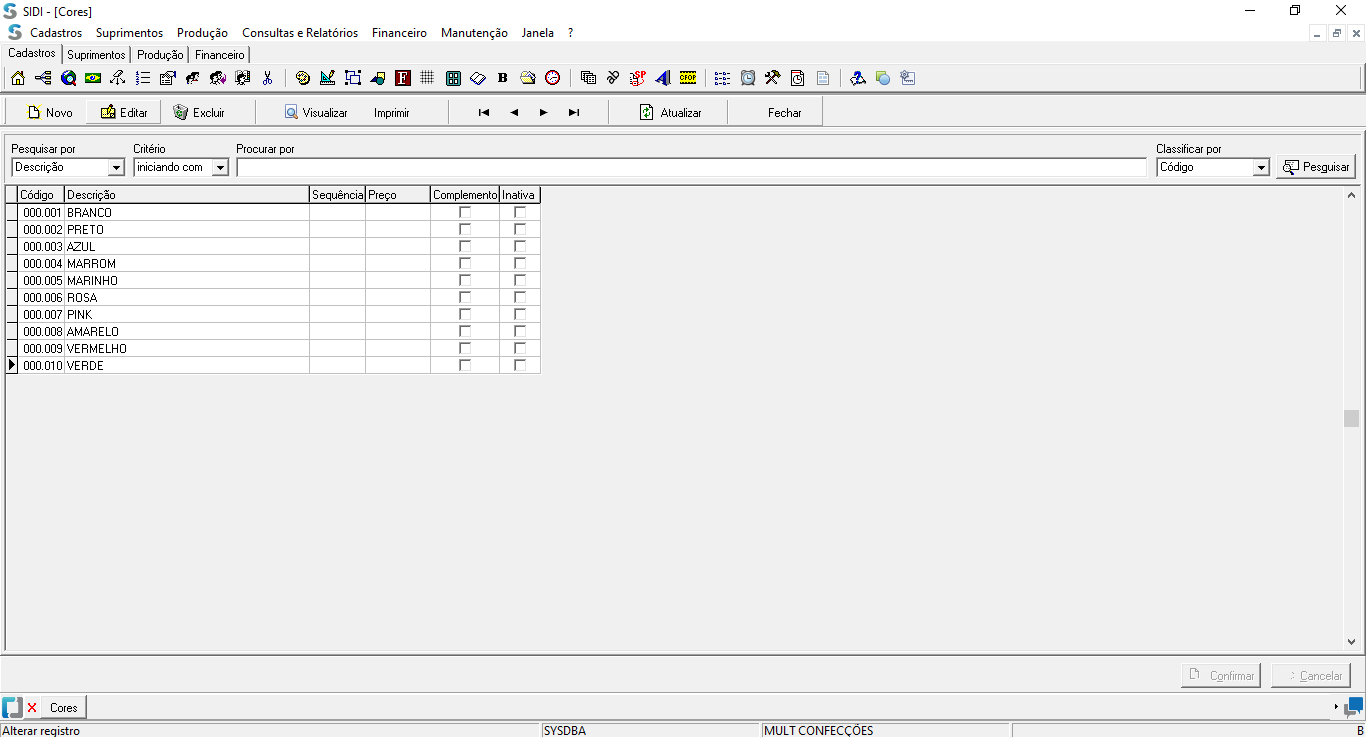 SIDI - [Cores]
Cadastros Suprimentos Produção Consultas e Relatórios Financeiro Manutenção Janela ?
Cadastros Suprimentos Produção Financeiro
Novo Editar Excluir Visualizar Imprimir Atualizar Fechar
Pesquisar por Critério Procurar por Classificar por
Descrição iniciando com Código Pesquisar
Código Descrição Sequência Preço Complemento Inativa
000.001 BRANCO
000.002 PRETO
000.003 AZUL
000.004 MARROM
000.005 MARINHO
000.006 ROSA
000.007 PINK
000.008 AMARELO
000.009 VERMELHO
000.010 VERDE
Confirmar Cancelar
Cores
Alterar registro SYSDBA MULT CONFECÇÕES B